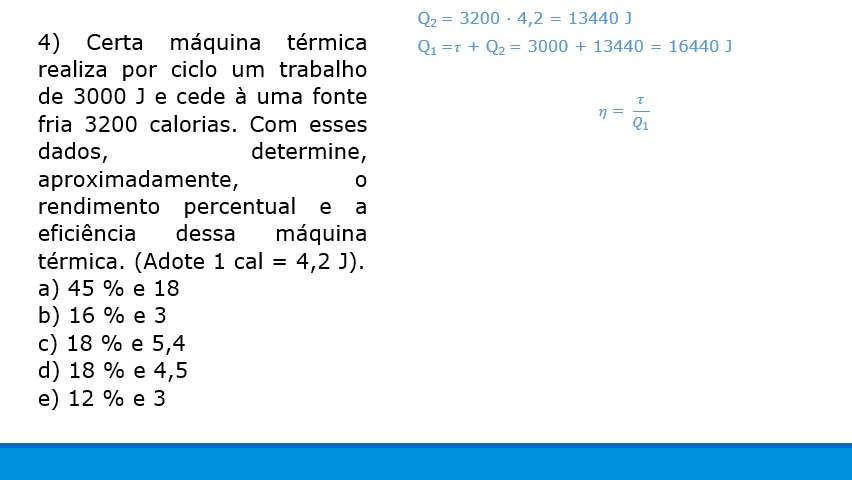 4) Certa máquina térmica
realiza por ciclo um trabalho
de 3000 J e cede à uma fonte
fria 3200 calorias. Com esses
dados, determine,
aproximadamente, o
rendimento percentual e a
eficiência dessa máquina
térmica. (Adote 1 cal = 4,2 J).
a) 45 % e 18
b) 16 % e 3
c) 18 % e 5,4
d) 18 % e 4,5
e) 12 % e 3
Q₂ = 3200 · 4,2 = 13440 J
Q₁ =τ + Q₂ = 3000 + 13440 = 16440 J
η = τ/Q₁